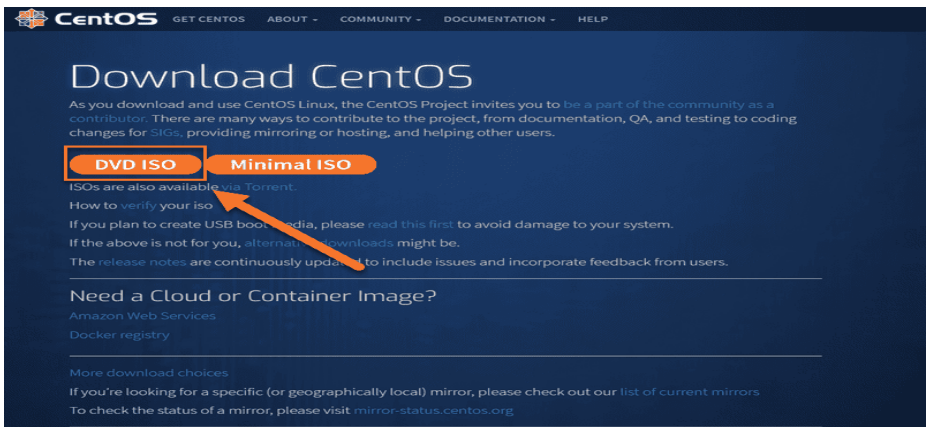 CentOS GET CENTOS ABOUT COMMUNITY DOCUMENTATION HELP
Download CentOS
As you download and use CentOS Linux, the CentOS Project invites you to be a part of the community as a
contributor. There are many ways to contribute to the project, from documentation, QA, and testing to coding
changes for SIGs, providing mirroring or hosting, and helping other users.
DVD ISO Minimal ISO
ISOs are also available via Torrent.
How to verify your iso
If you plan to create USB boot media, please read this first to avoid damage to your system.
If the above is not for you, alternative downloads might be.
The release notes are continuously updated to include issues and incorporate feedback from users.
Need a Cloud or Container Image?
Amazon Web Services
Docker registry
More download choices
If you're looking for a specific (or geographically local) mirror, please check out our list of current mirrors
To check the status of a mirror, please visit mirror-status.centos.org